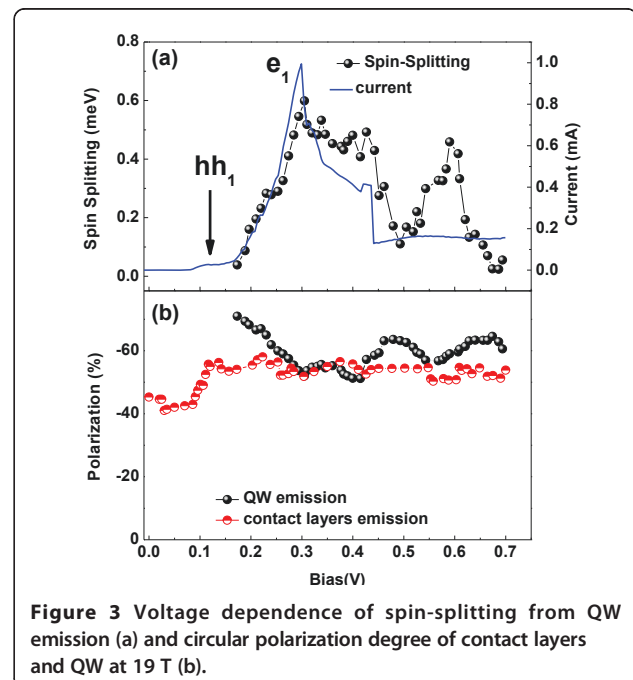 (a)
e1
Spin-Splitting
current
hh1
Spin Splitting (meV)
0.8
0.6
0.4
0.2
0.0
Current (mA)
1.0
0.8
0.6
0.4
0.2
0.0
(b)
Polarization (%)
-60
-40
-20
0
QW emission
contact layers emission
0.0 0.1 0.2 0.3 0.4 0.5 0.6 0.7
Bias(V)
Figure 3 Voltage dependence of spin-splitting from QW
emission (a) and circular polarization degree of contact layers
and QW at 19 T (b).